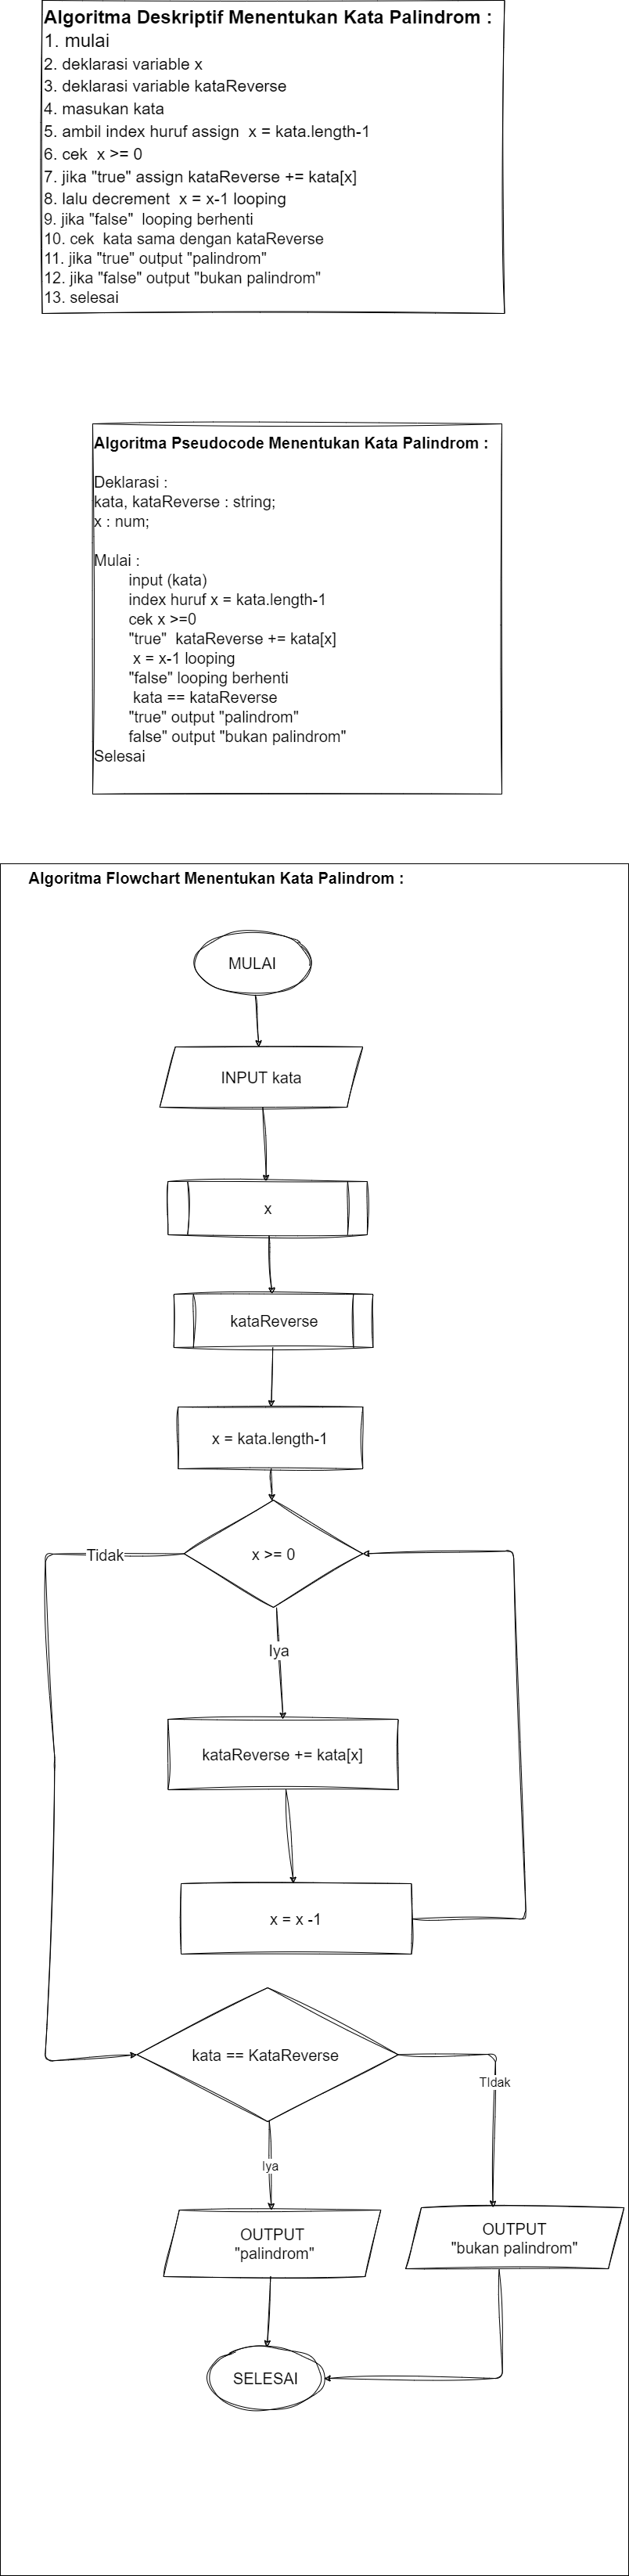 Algoritma Deskriptif Menentukan Kata Palindrom :
1. mulai
2. deklarasi variable x
3. deklarasi variable kataReverse
4. masukan kata
5. ambil index huruf assign  x = kata.length-1
6. cek  x >= 0
7. jika "true" assign kataReverse += kata[x]
8. lalu decrement  x = x-1 looping
9. jika "false"  looping berhenti
10. cek  kata sama dengan kataReverse
11. jika "true" output "palindrom"
12. jika "false" output "bukan palindrom"
13. selesai
Algoritma Pseudocode Menentukan Kata Palindrom :
Deklarasi :
kata, kataReverse : string;
x : num;
Mulai :
input (kata)
index huruf x = kata.length-1
cek x >=0
"true"  kataReverse += kata[x]
x = x-1 looping
"false" looping berhenti
kata == kataReverse
"true" output "palindrom"
false" output "bukan palindrom"
Selesai
Algoritma Flowchart Menentukan Kata Palindrom :
MULAI
INPUT kata
x
kataReverse
x = kata.length-1
x >= 0
Tidak
Iya
kataReverse += kata[x]
x = x -1
kata == KataReverse
TIdak
Iya
OUTPUT
"palindrom"
OUTPUT
"bukan palindrom"
SELESAI